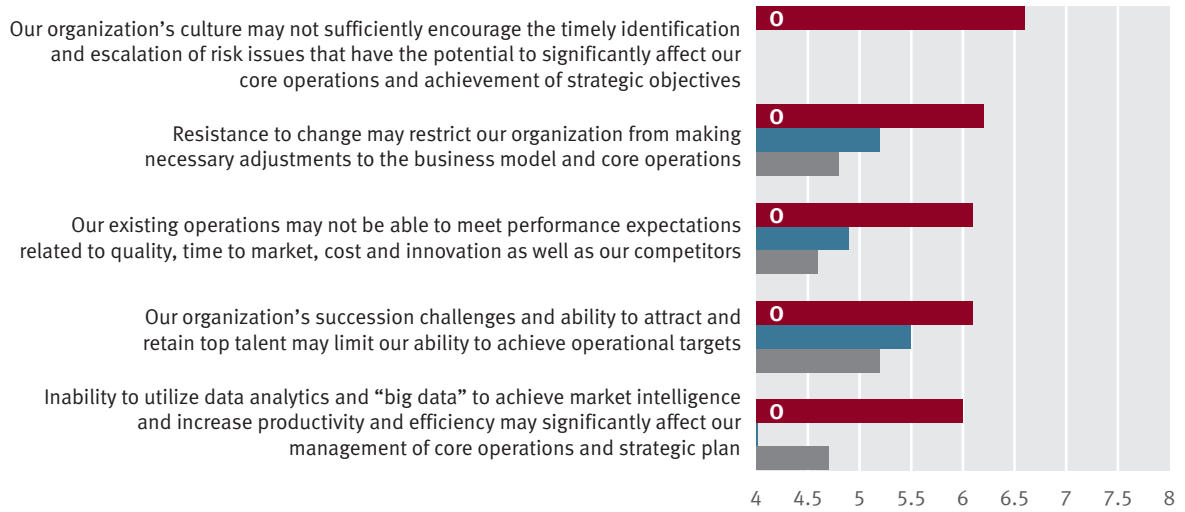 Our organization’s culture may not sufficiently encourage the timely identification
and escalation of risk issues that have the potential to significantly affect our
core operations and achievement of strategic objectives
O
Resistance to change may restrict our organization from making
necessary adjustments to the business model and core operations
O
Our existing operations may not be able to meet performance expectations
related to quality, time to market, cost and innovation as well as our competitors
O
Our organization’s succession challenges and ability to attract and
retain top talent may limit our ability to achieve operational targets
O
Inability to utilize data analytics and “big data” to achieve market intelligence
and increase productivity and efficiency may significantly affect our
management of core operations and strategic plan
O
4 4.5 5 5.5 6 6.5 7 7.5 8